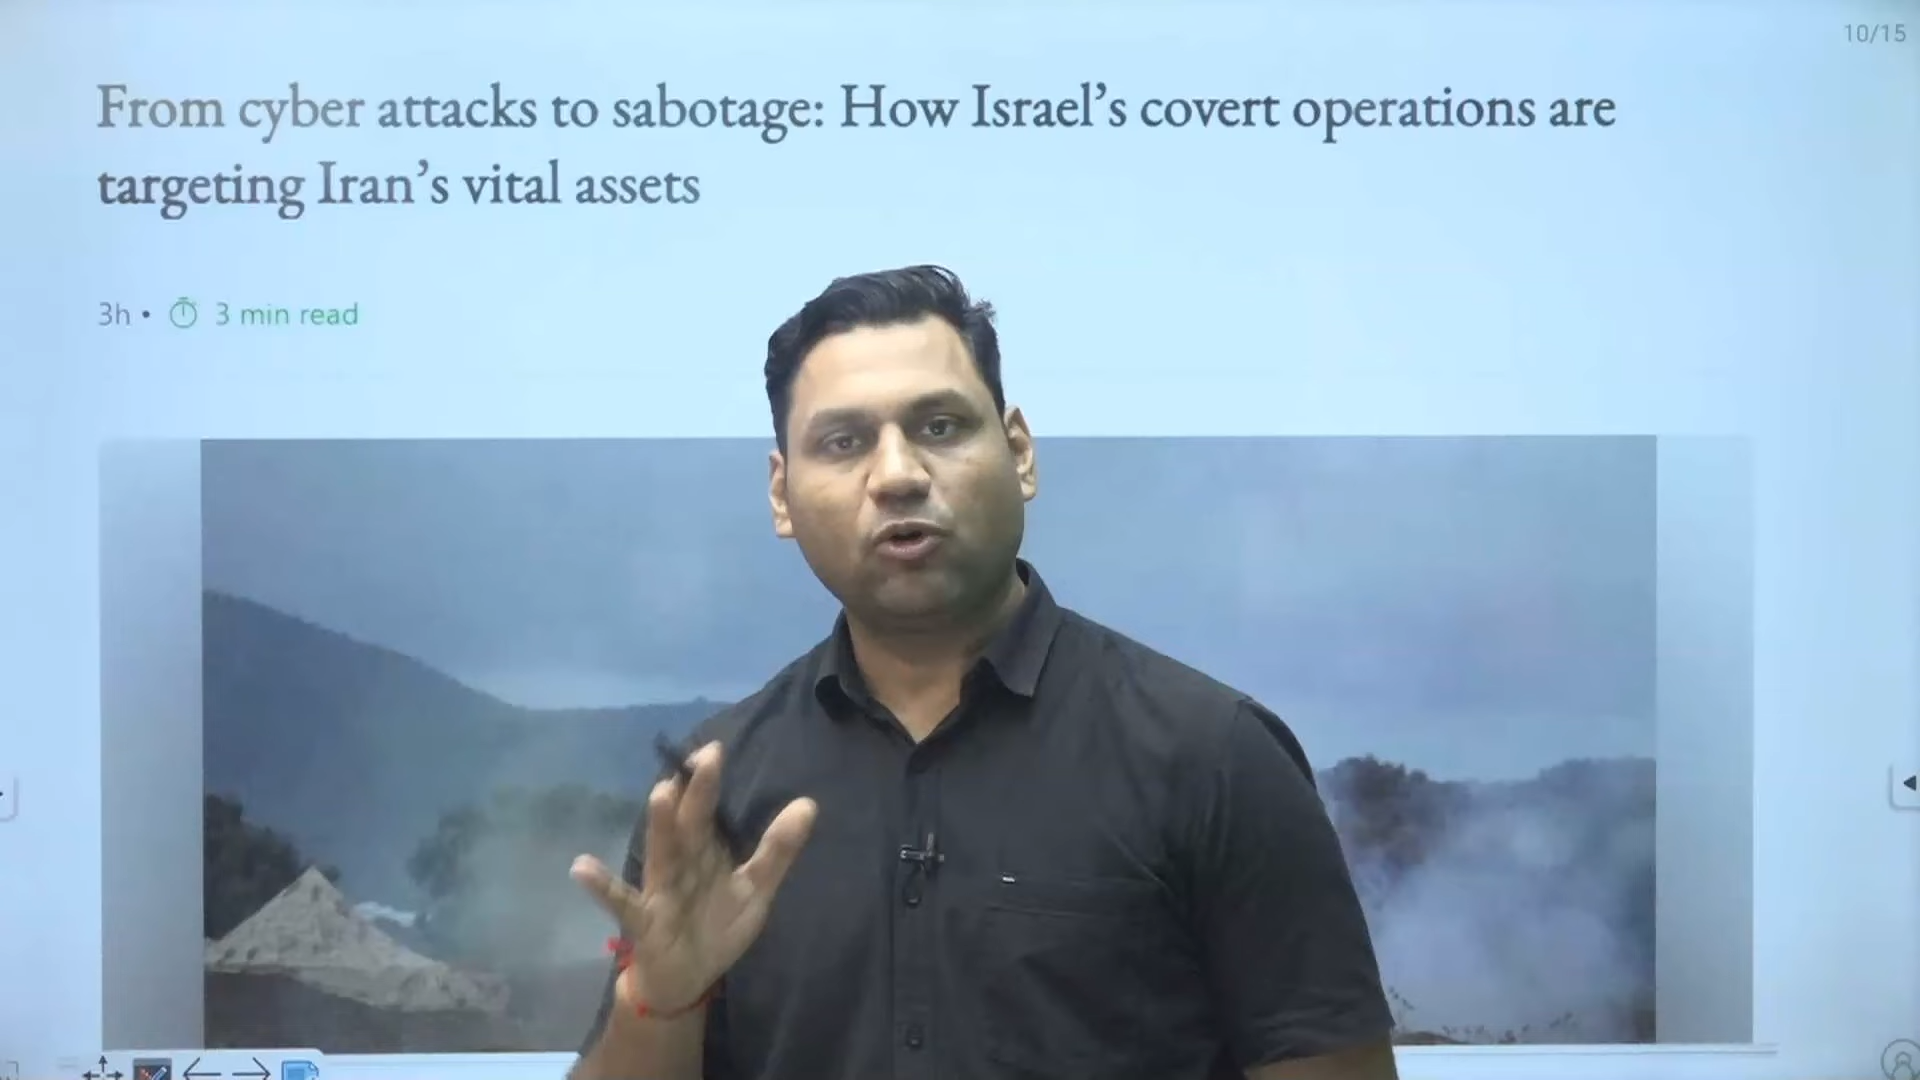 10/15
From cyber attacks to sabotage: How Israel’s covert operations are
targeting Iran’s vital assets
3h • 3 min read